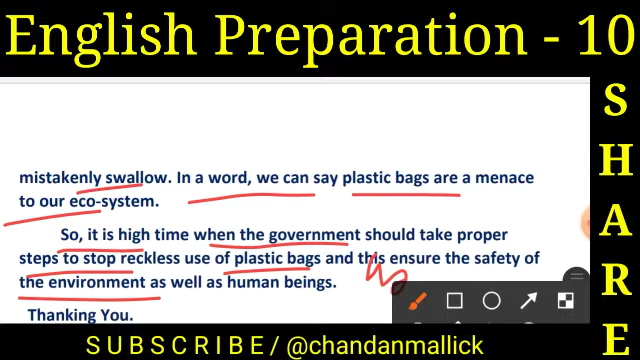 English Preparation - 10
mistakenly swallow. In a word, we can say plastic bags are a menace
to our eco-system.
So, it is high time when the government should take proper
steps to stop reckless use of plastic bags and this ensure the safety of
the environment as well as human beings.
Thanking You.
SHARE
SUBSCRIBE/@chandanmallick